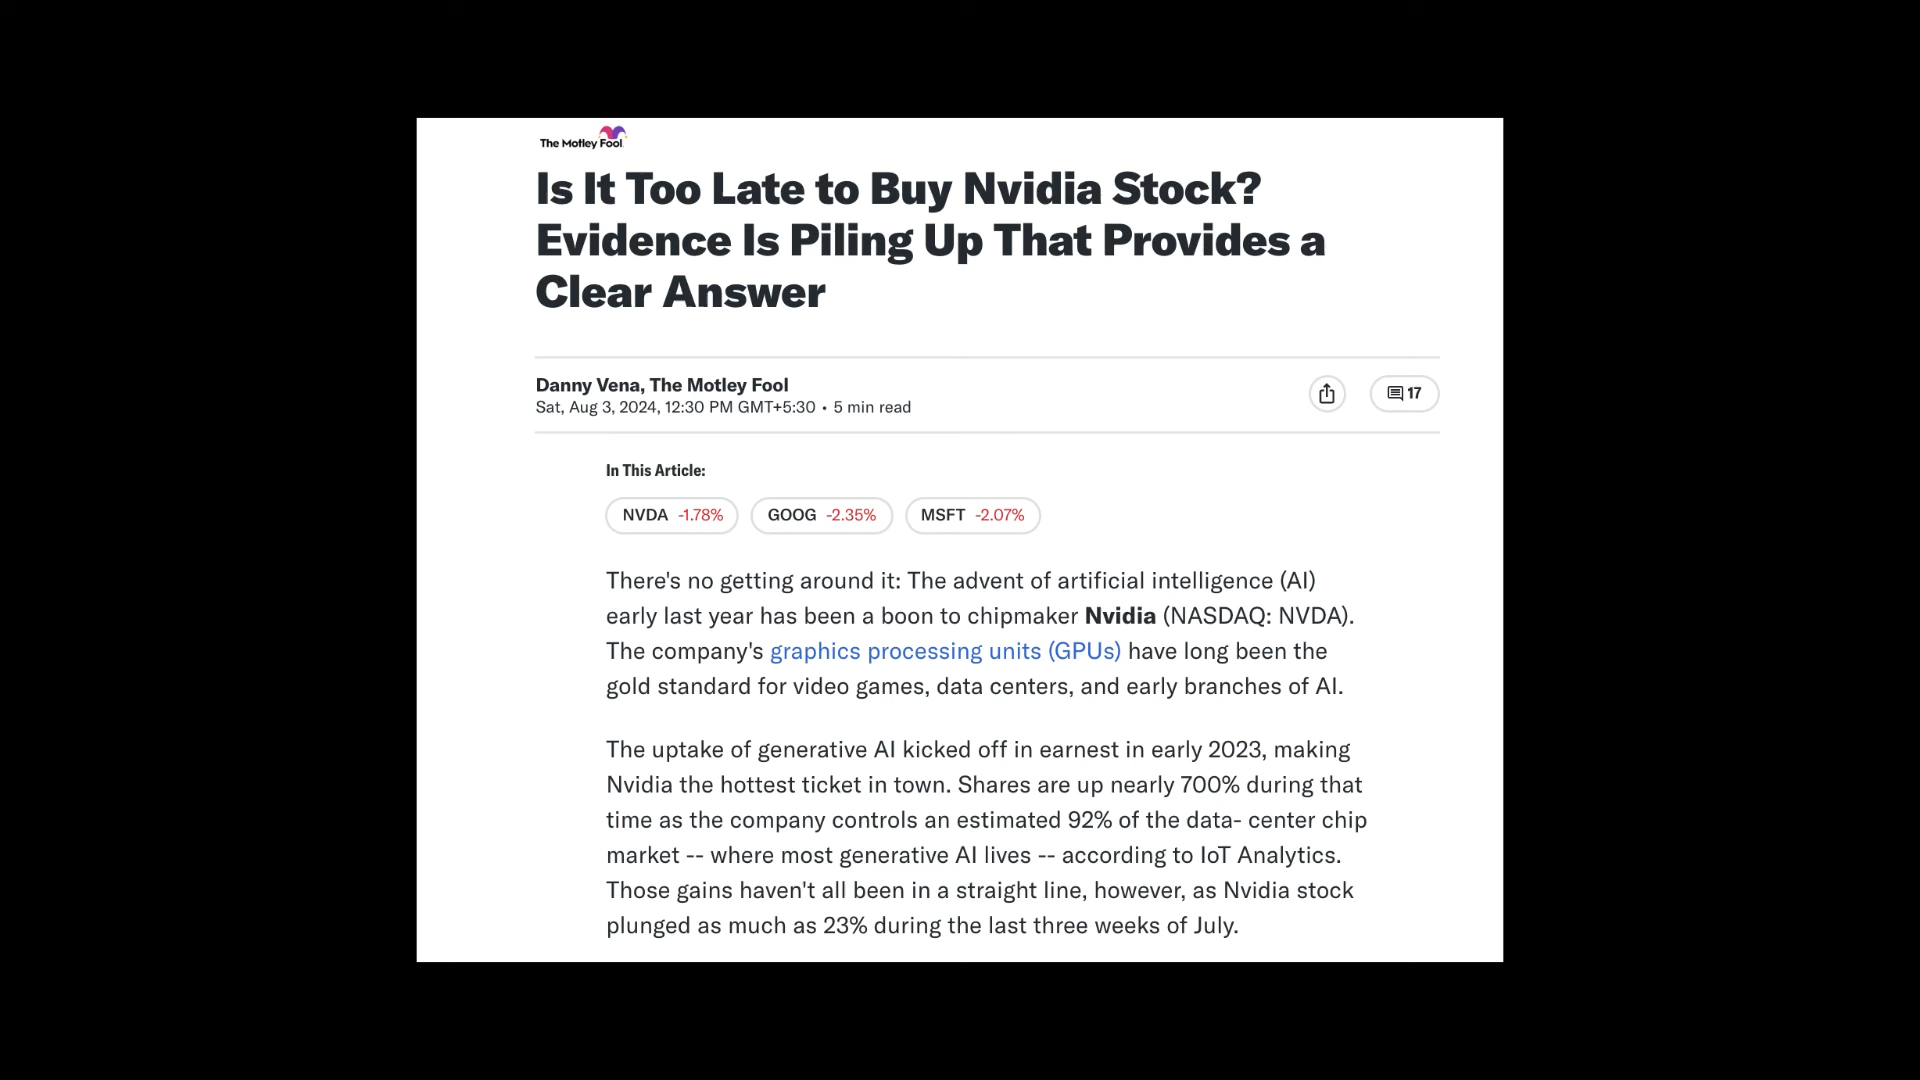 The Motley Fool
Is It Too Late to Buy Nvidia Stock?
Evidence Is Piling Up That Provides a
Clear Answer
Danny Vena, The Motley Fool
Sat, Aug 3, 2024, 12:30 PM GMT+5:30 • 5 min read
17
In This Article:
NVDA -1.78% GOOG -2.35% MSFT -2.07%
There's no getting around it: The advent of artificial intelligence (AI)
early last year has been a boon to chipmaker Nvidia (NASDAQ: NVDA).
The company's graphics processing units (GPUs) have long been the
gold standard for video games, data centers, and early branches of AI.
The uptake of generative AI kicked off in earnest in early 2023, making
Nvidia the hottest ticket in town. Shares are up nearly 700% during that
time as the company controls an estimated 92% of the data- center chip
market -- where most generative AI lives -- according to IoT Analytics.
Those gains haven't all been in a straight line, however, as Nvidia stock
plunged as much as 23% during the last three weeks of July.